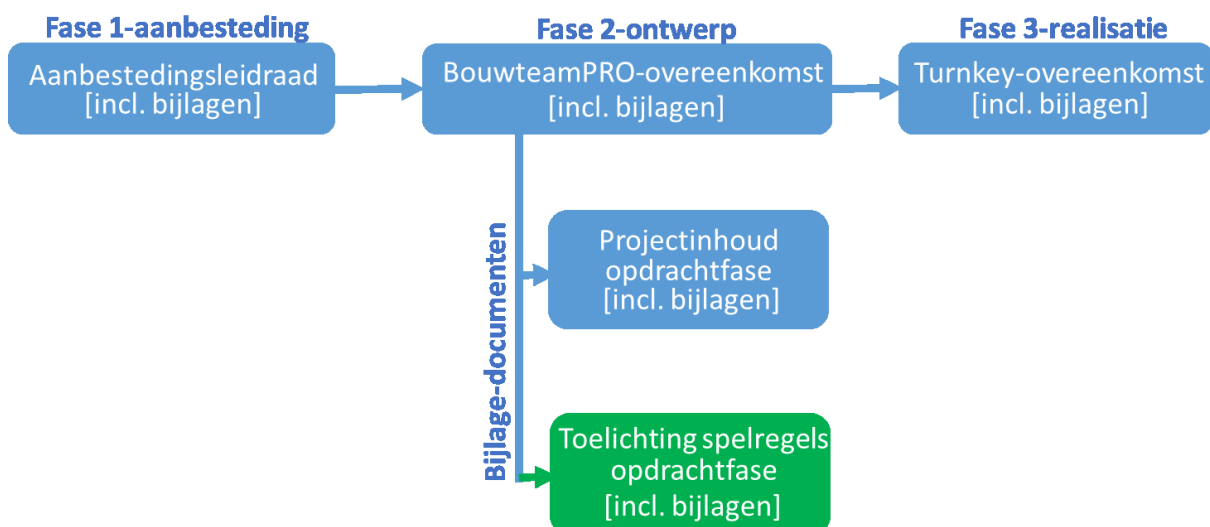 Fase 1-aanbesteding
Aanbestedingsleidraad
[incl. bijlagen]
Fase 2-ontwerp
BouwteamPRO-overeenkomst
[incl. bijlagen]
Fase 3-realisatie
Turnkey-overeenkomst
[incl. bijlagen]
Bijlage-documenten
Projectinhoud
opdrachtfase
[incl. bijlagen]
Toelichting spelregels
opdrachtfase
[incl. bijlagen]